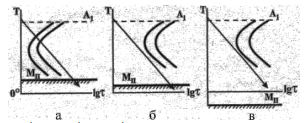 T A₁ T A₁ T A₁
Mн Mн
0° lgτ lgτ lgτ
Mн
а б в